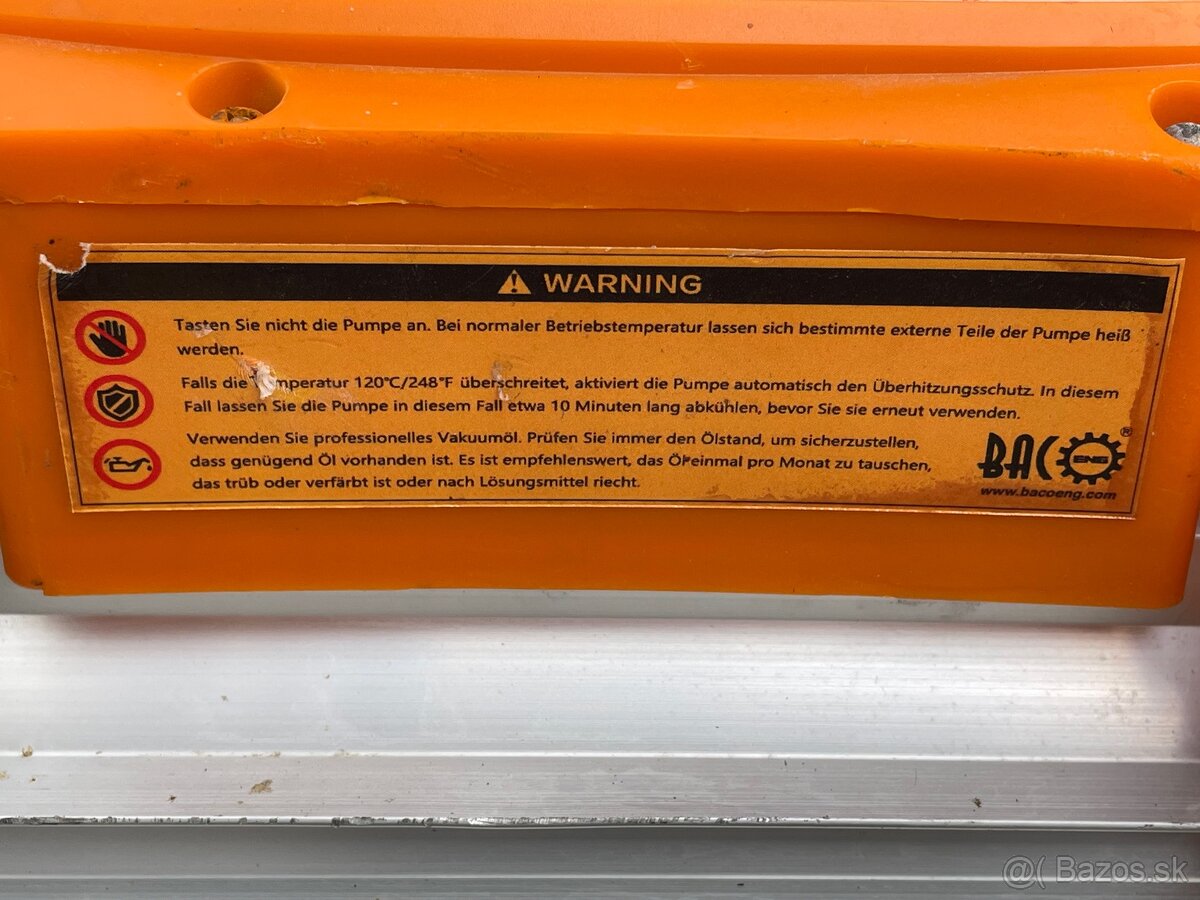 WARNING
Tasten Sie nicht die Pumpe an. Bei normaler Betriebstemperatur lassen sich bestimmte externe Teile der Pumpe heiß
werden.
Falls die Temperatur 120°C/248°F überschreitet, aktiviert die Pumpe automatisch den Überhitzungsschutz. In diesem
Fall lassen Sie die Pumpe in diesem Fall etwa 10 Minuten lang abkühlen, bevor Sie sie erneut verwenden.
Verwenden Sie professionelles Vakuumöl. Prüfen Sie immer den Ölstand, um sicherzustellen,
dass genügend Öl vorhanden ist. Es ist empfehlenswert, das Öl einmal pro Monat zu tauschen,
das trüb oder verfärbt ist oder nach Lösungsmittel riecht.
BACO ENG ®
www.bacoeng.com
@( Bazos.sk